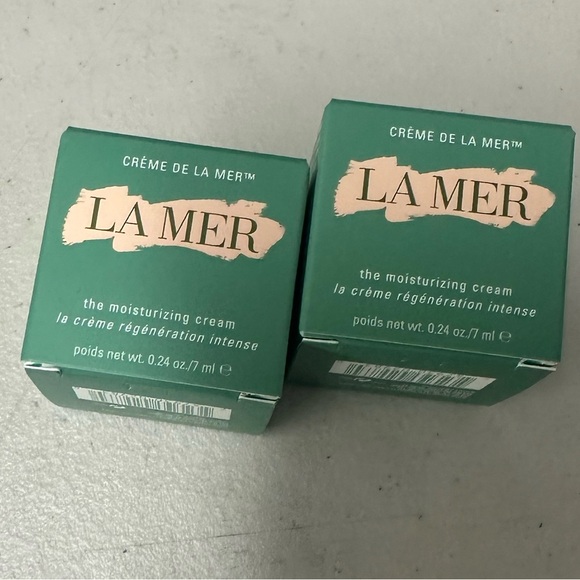 CRÈME DE LA MER™
LA MER
the moisturizing cream
la crème régénération intense
poids net wt. 0.24 oz./7 ml ℮
CRÈME DE LA MER™
LA MER
the moisturizing cream
la crème régénération intense
poids net wt. 0.24 oz./7 ml ℮